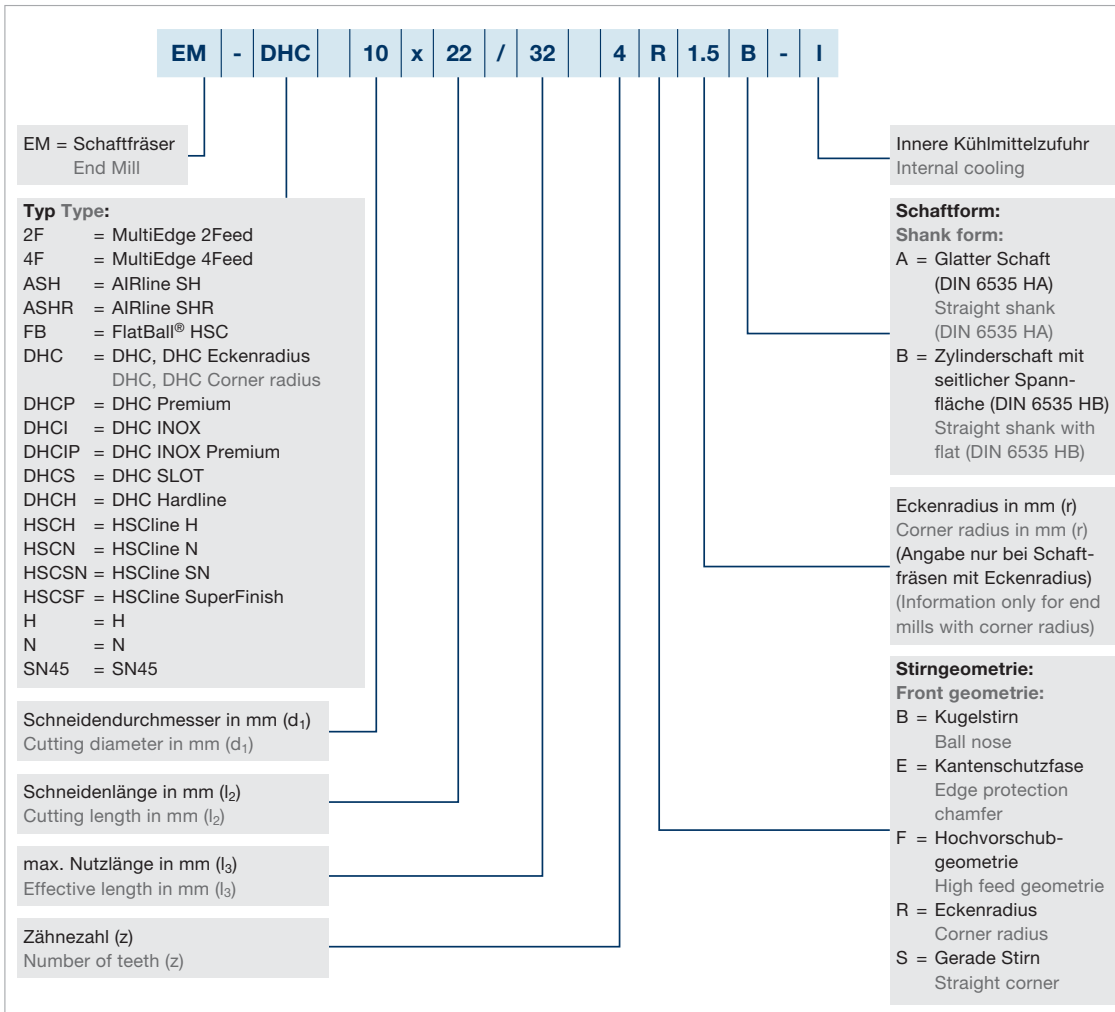 EM - DHC 10 x 22 / 32 4 R 1.5 B - I
EM = Schaftfräser
End Mill
Typ Type:
2F = MultiEdge 2Feed
4F = MultiEdge 4Feed
ASH = AIRline SH
ASHR = AIRline SHR
FB = FlatBall® HSC
DHC = DHC, DHC Eckenradius
DHC, DHC Corner radius
DHCP = DHC Premium
DHCI = DHC INOX
DHCIP = DHC INOX Premium
DHCS = DHC SLOT
DHCH = DHC Hardline
HSCH = HSCline H
HSCN = HSCline N
HSCSN = HSCline SN
HSCSF = HSCline SuperFinish
H = H
N = N
SN45 = SN45
Schneidendurchmesser in mm (d₁)
Cutting diameter in mm (d₁)
Schneidenlänge in mm (l₂)
Cutting length in mm (l₂)
max. Nutzlänge in mm (l₃)
Effective length in mm (l₃)
Zähnezahl (z)
Number of teeth (z)
Innere Kühlmittelzufuhr
Internal cooling
Schaftform:
Shank form:
A = Glatter Schaft
(DIN 6535 HA)
Straight shank
(DIN 6535 HA)
B = Zylinderschaft mit
seitlicher Spann-
fläche (DIN 6535 HB)
Straight shank with
flat (DIN 6535 HB)
Eckenradius in mm (r)
Corner radius in mm (r)
(Angabe nur bei Schaft-
fräsen mit Eckenradius)
(Information only for end
mills with corner radius)
Stirngeometrie:
Front geometrie:
B = Kugelstirn
Ball nose
E = Kantenschutzfase
Edge protection
chamfer
F = Hochvorschub-
geometrie
High feed geometrie
R = Eckenradius
Corner radius
S = Gerade Stirn
Straight corner